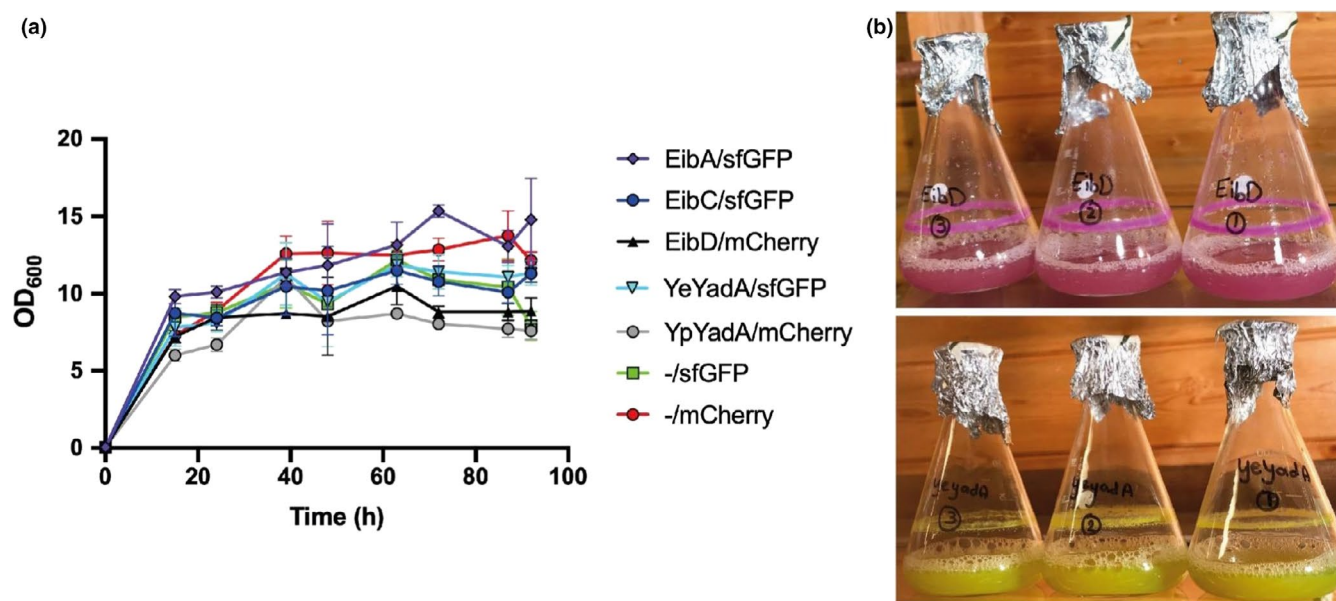 (a)
20
15
10
5
0
OD600
0 20 40 60 80 100
Time (h)
EibA/sfGFP
EibC/sfGFP
EibD/mCherry
YeYadA/sfGFP
YpYadA/mCherry
-/sfGFP
-/mCherry
(b)
EibD
3
EibD
2
EibD
1
yeyadA
3
yeyadA
2
yeyadA
1